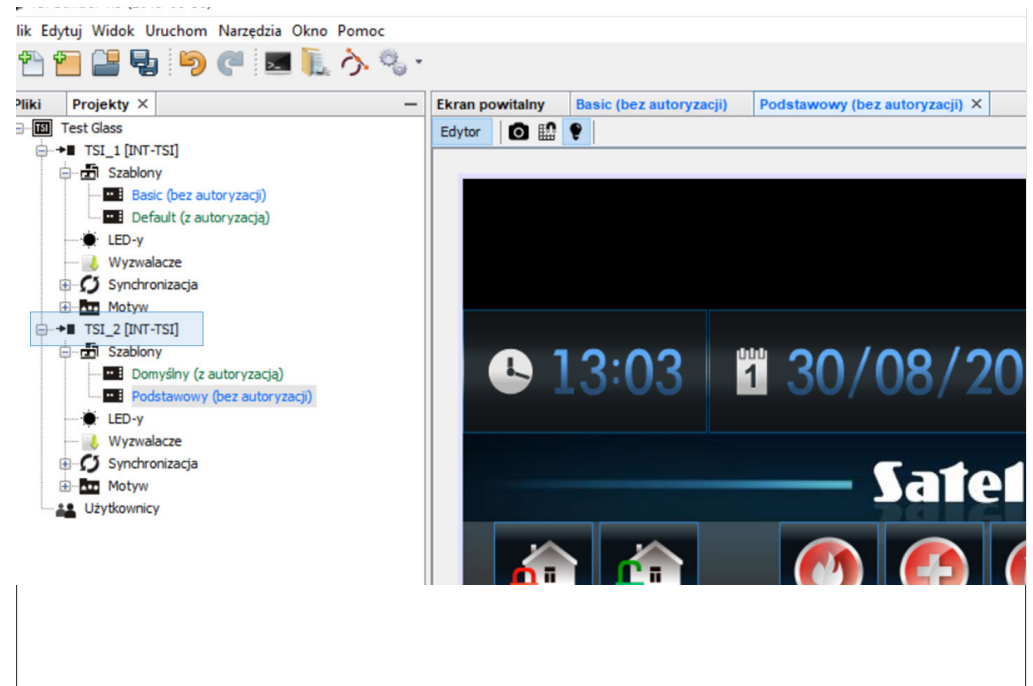 lik Edytuj Widok Uruchom Narzędzia Okno Pomoc
Pliki Projekty
Ekran powitalny Basic (bez autoryzacji) Podstawowy (bez autoryzacji)
Edytor
TSI Test Glass
TSI_1 [INT-TSI]
Szablony
Basic (bez autoryzacji)
Default (z autoryzacją)
LED-y
Wyzwalacze
Synchronizacja
Motyw
TSI_2 [INT-TSI]
Szablony
Domyślny (z autoryzacją)
Podstawowy (bez autoryzacji)
LED-y
Wyzwalacze
Synchronizacja
Motyw
Użytkownicy
13:03 1 30/08/20
Satel